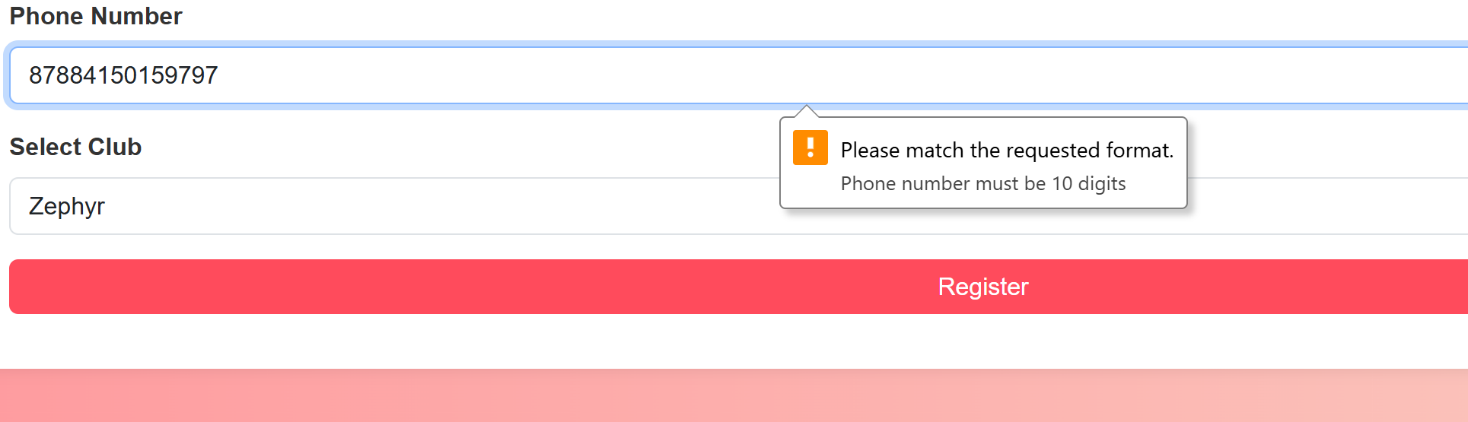 Phone Number
87884150159797
Please match the requested format.
Phone number must be 10 digits
Select Club
Zephyr
Register